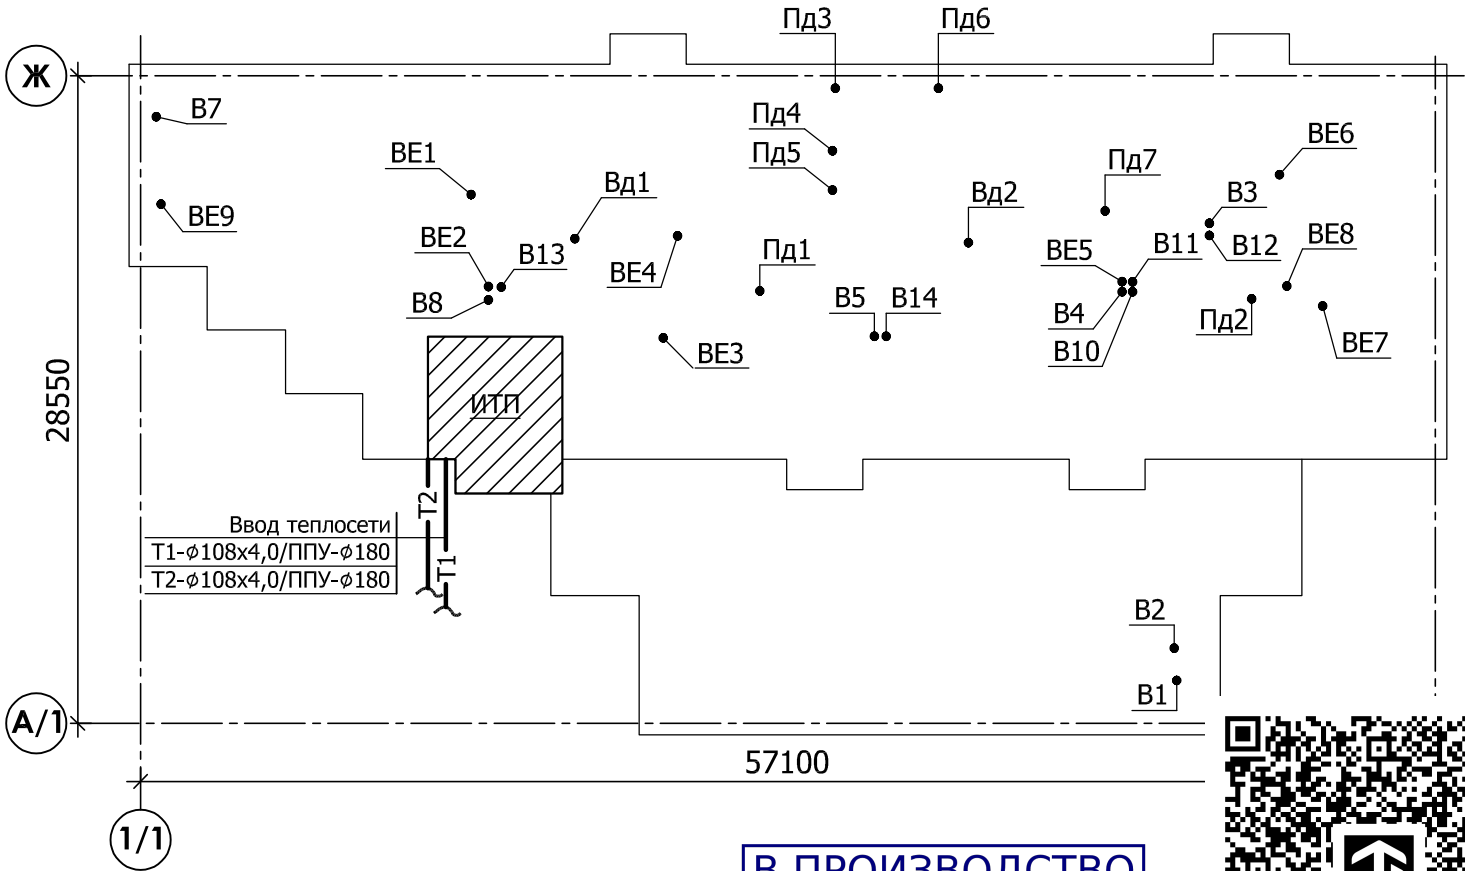 Пд3
Пд6
Ж
В7
Пд4
ВЕ6
ВЕ1
Пд5
Пд7
Вд1
Вд2
В3
ВЕ9
ВЕ2
В13
ВЕ4
Пд1
ВЕ5
В11
В12
ВЕ8
В8
В5
В14
В4
Пд2
ВЕ3
В10
ВЕ7
28550
ИТП
Т2
Ввод теплосети
Т1-ϕ108х4,0/ППУ-ϕ180
Т1
Т2-ϕ108х4,0/ППУ-ϕ180
В2
В1
А/1
57100
1/1
В ПРОИЗВОДСТВО